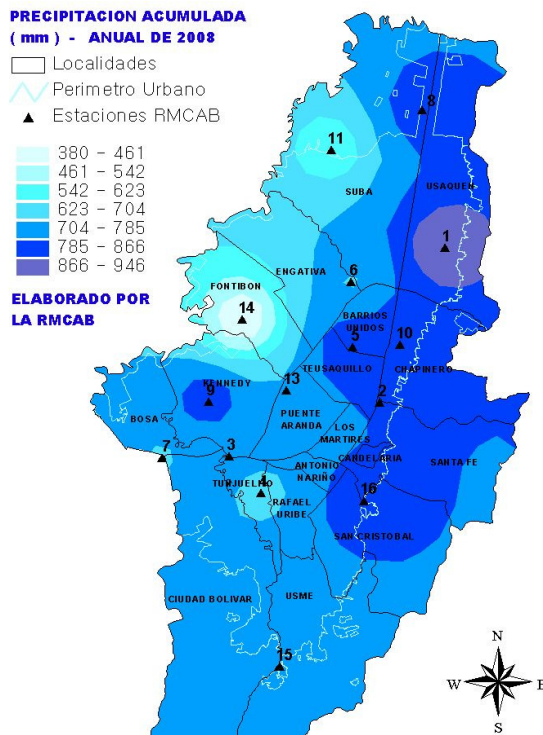 PRECIPITACION ACUMULADA
( mm ) - ANUAL DE 2008
Localidades
Perimetro Urbano
Estaciones RMCAB
380 - 461
461 - 542
542 - 623
623 - 704
704 - 785
785 - 866
866 - 946
ELABORADO POR
LA RMCAB
8
11
SUBA
USAQUEN
1
6
ENGATIVA
FONTIBON
14
BARRIOS
UNIDOS
5
10
TEUSAQUILLO
CHAPINERO
13
KENNEDY
9
2
BOSA
PUENTE
ARANDA
LOS
MARTIRES
7
3
CANDELARIA
SANTA FE
ANTONIO
NARIÑO
TUNJUELITO
4
RAFAEL
URIBE
16
SAN CRISTOBAL
CIUDAD BOLIVAR
USME
15
N
W
E
S